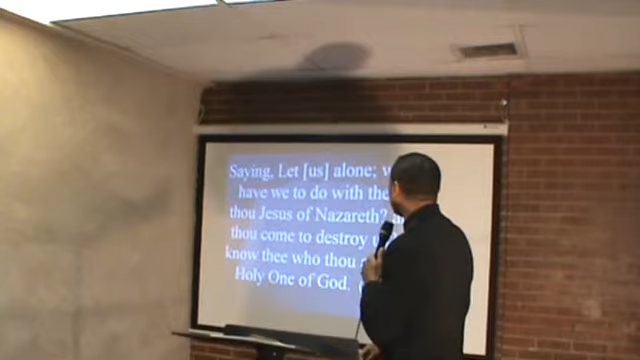 Saying, Let [us] alone;
have we to do with
thou Jesus of Nazareth?
thou come to destroy
know thee who thou
Holy One of God.